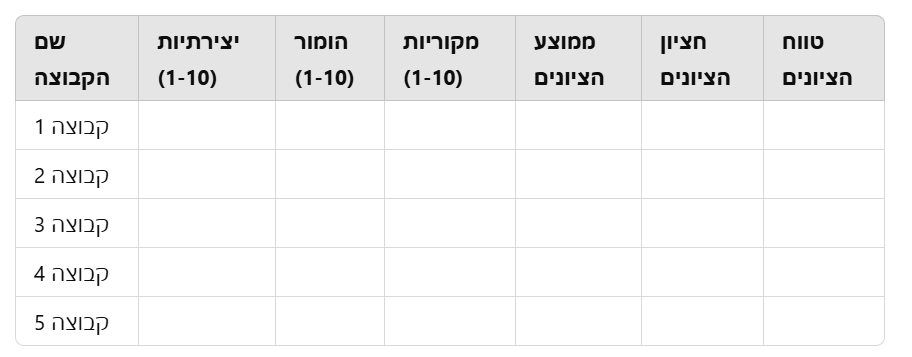 שם הקבוצה
יצירתיות (1-10)
הומור (1-10)
מקוריות (1-10)
ממוצע הציונים
חציון הציונים
טווח הציונים
קבוצה 1
קבוצה 2
קבוצה 3
קבוצה 4
קבוצה 5